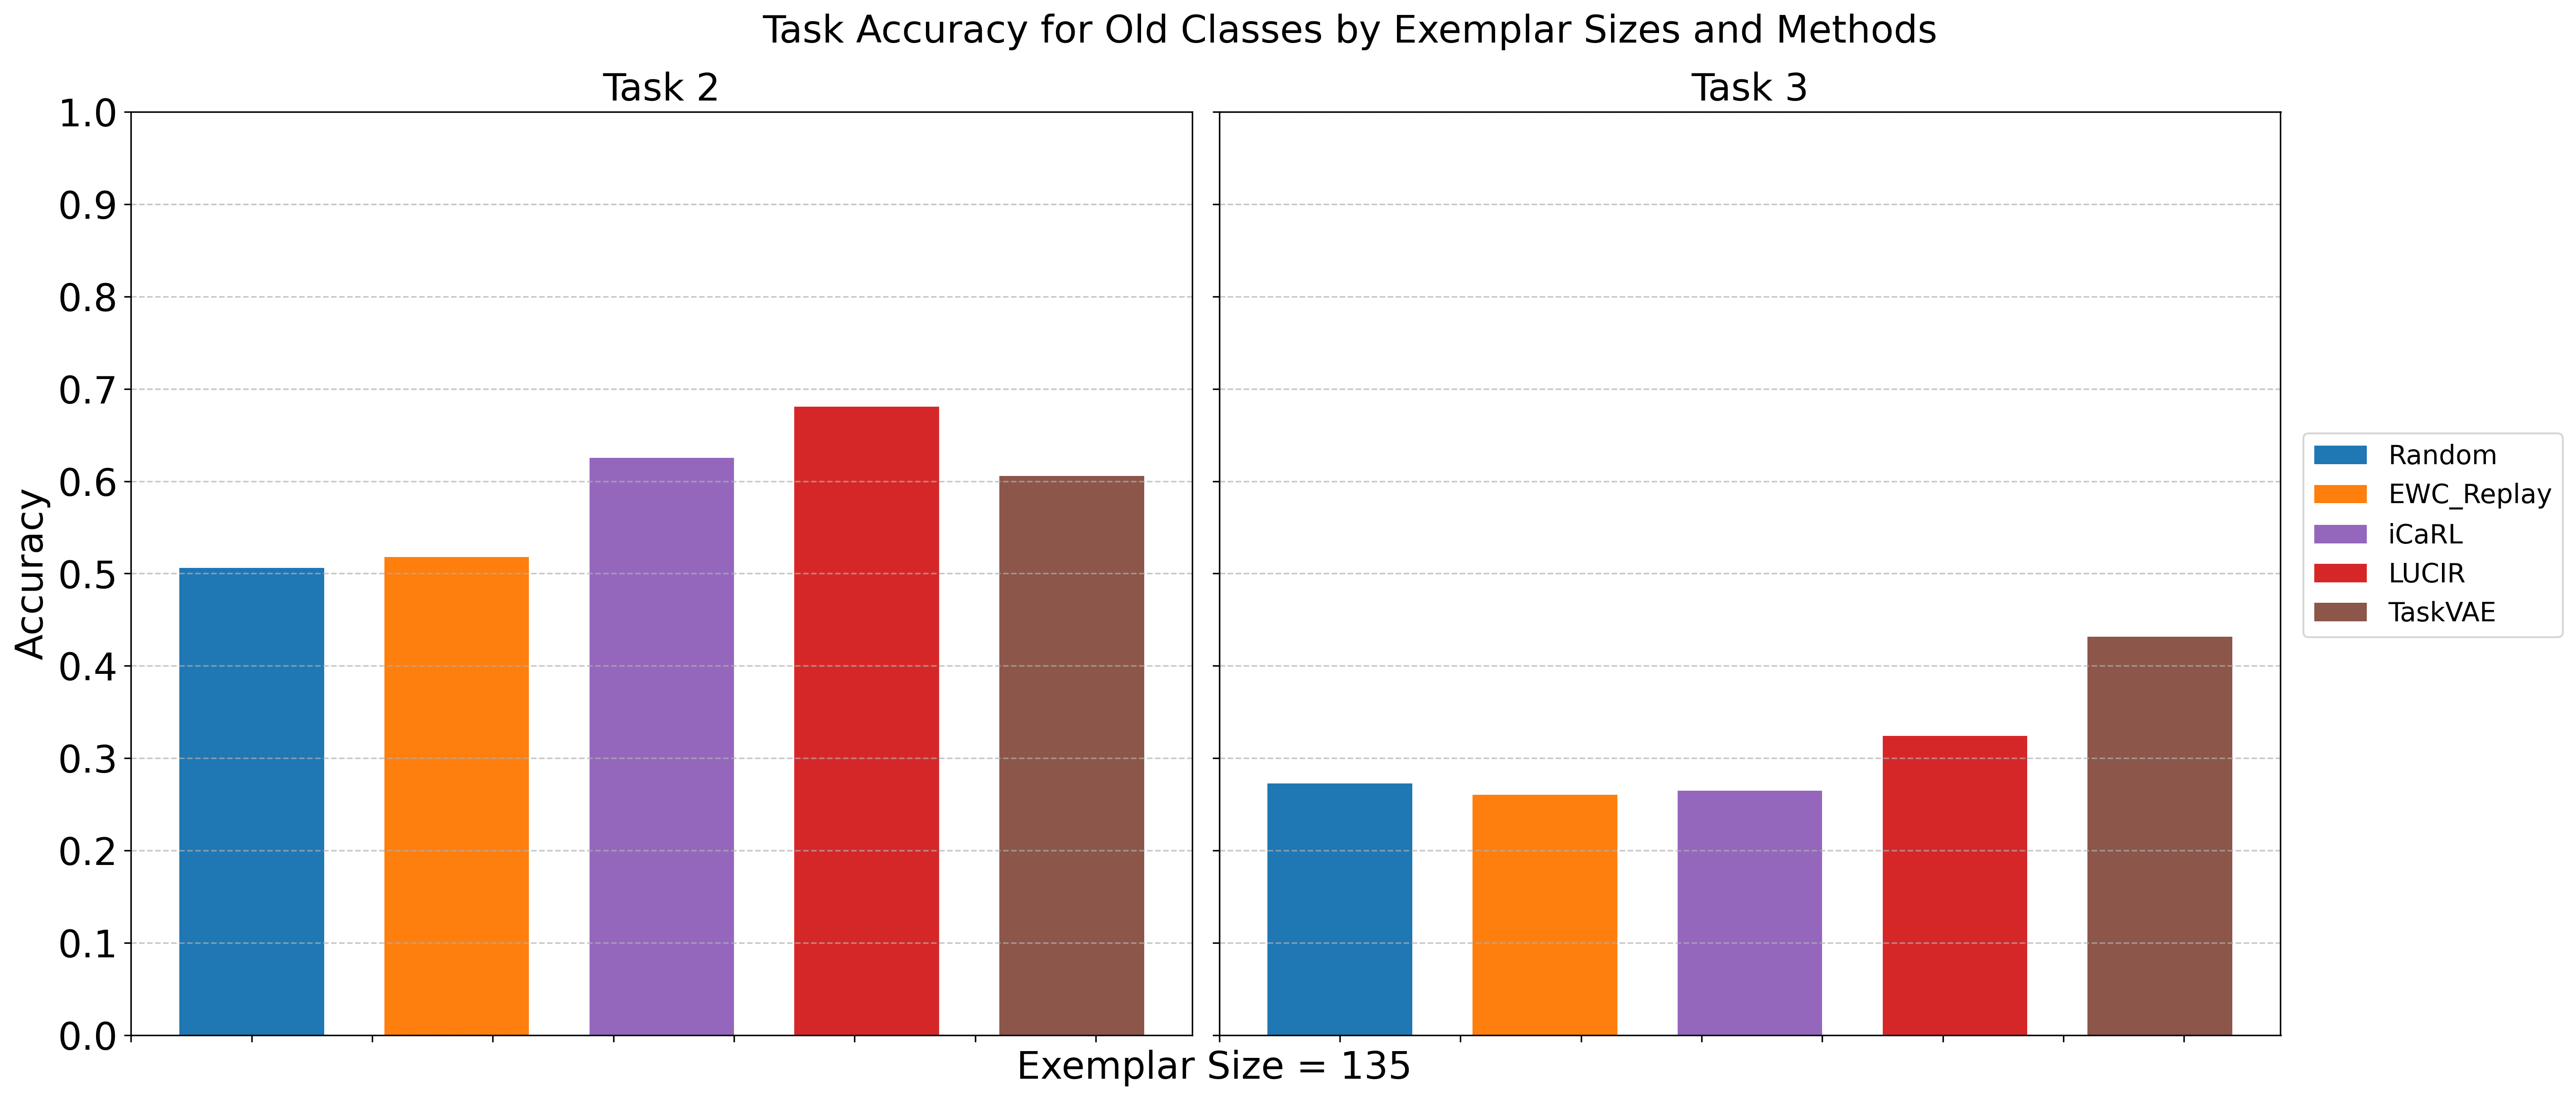 Task Accuracy for Old Classes by Exemplar Sizes and Methods
Task 2
Task 3
1.0
0.9
0.8
0.7
0.6
0.5
0.4
0.3
0.2
0.1
0.0
Accuracy
Exemplar Size = 135
Random
EWC_Replay
iCaRL
LUCIR
TaskVAE